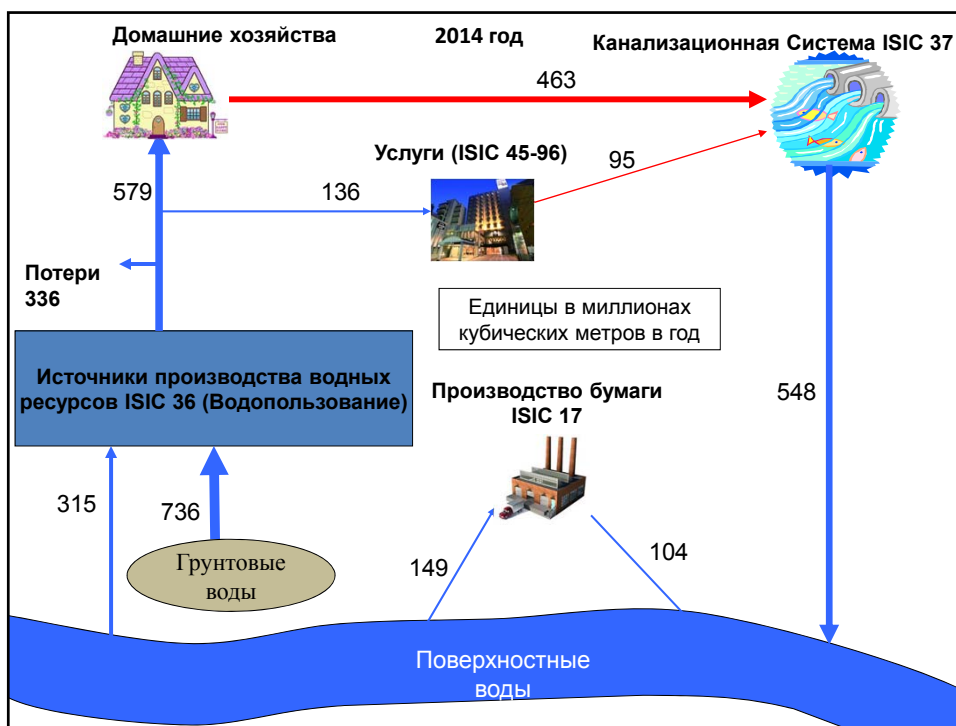 Домашние хозяйства
2014 год
Канализационная Система ISIC 37
463
Услуги (ISIC 45-96)
95
579
136
Потери
336
Единицы в миллионах
кубических метров в год
Источники производства водных
ресурсов ISIC 36 (Водопользование)
Производство бумаги
ISIC 17
548
315
736
Грунтовые
воды
149
104
Поверхностные
воды